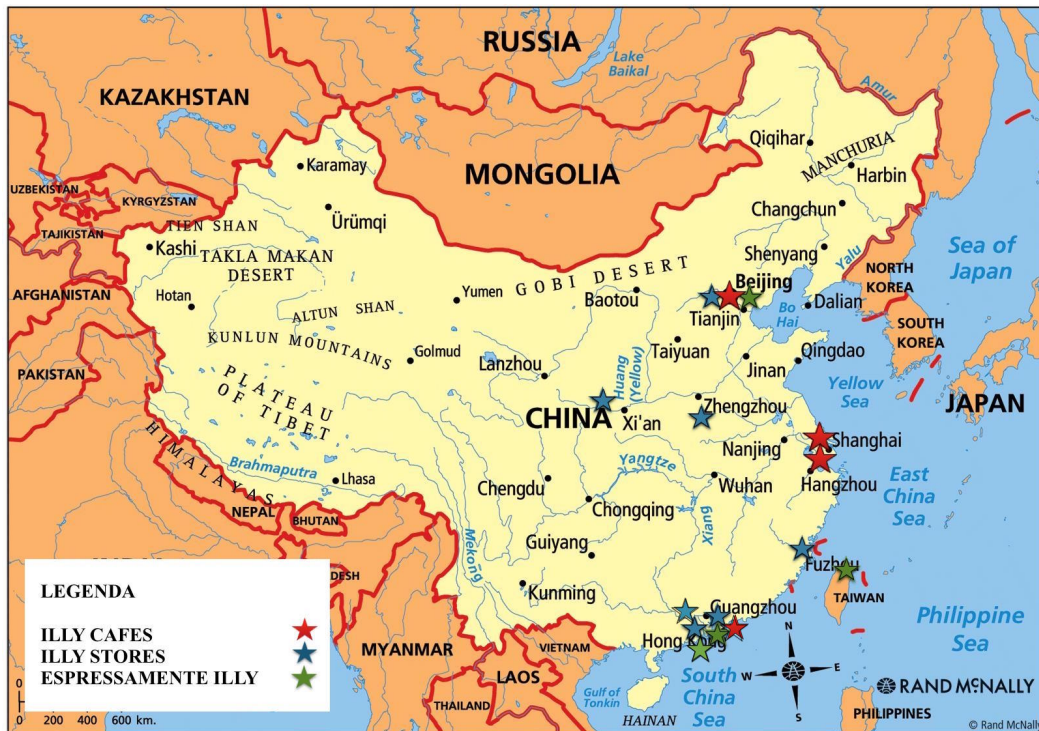 RUSSIA
Lake
Baikal
KAZAKHSTAN
Amur
Qiqihar
MANCHURIA
Karamay
MONGOLIA
Harbin
UZBEKISTAN
KYRGYZSTAN
Changchun
TIEN SHAN
Ürümqi
TAJIKISTAN
Kashi
TAKLA MAKAN
DESERT
Shenyang
Yalu
Sea of
Japan
GOBI DESERT
Beijing
NORTH
KOREA
AFGHANISTAN
Hotan
Yumen
Baotou
ALTUN SHAN
Tianjin
Bo
Hai
Dalian
SOUTH
KOREA
KUNLUN MOUNTAINS
Golmud
Lanzhou
Taiyuan
Jinan
Qingdao
PAKISTAN
PLATEAU
OF TIBET
Huang
(Yellow)
Yellow
Sea
JAPAN
CHINA
Xi'an
Zhengzhou
Nanjing
Shanghai
HIMALAYAS
Brahmaputra
Lhasa
Yangtze
Chengdu
Wuhan
Hangzhou
East
China
Sea
NEPAL
BHUTAN
Chongqing
Xiang
Mekong
Guiyang
Fuzhou
Kunming
TAIWAN
Guangzhou
Hong Kong
Philippine
Sea
MYANMAR
VIETNAM
LAOS
THAILAND
Gulf of
Tonkin
HAINAN
South
China
Sea
N
W
E
S
PHILIPPINES
LEGENDA
ILLY CAFES
ILLY STORES
ESPRESSAMENTE ILLY
0
200 400 600 km.
RAND McNALLY
© Rand McNally